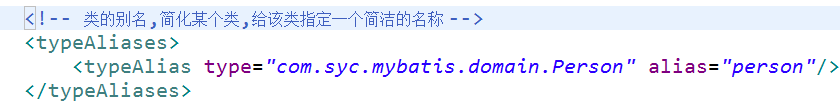 <!-- 类的别名,简化某个类,给该类指定一个简洁的名称 -->
<typeAliases>
<typeAlias type="com.syc.mybatis.domain.Person" alias="person"/>
</typeAliases>